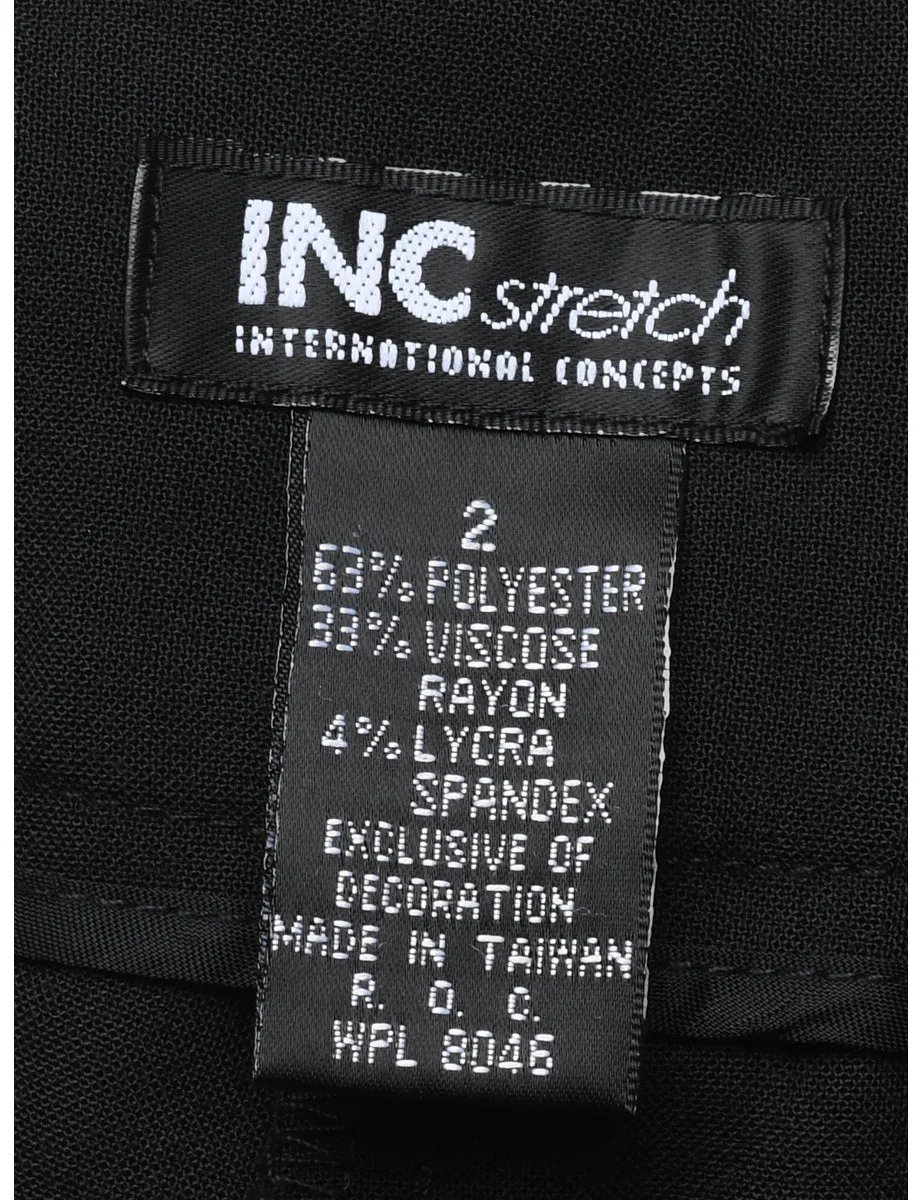 INC stretch
INTERNATIONAL CONCEPTS
2
63% POLYESTER
33% VISCOSE
RAYON
4% LYCRA
SPANDEX
EXCLUSIVE OF
DECORATION
MADE IN TAIWAN
R. O. C.
WPL 8046